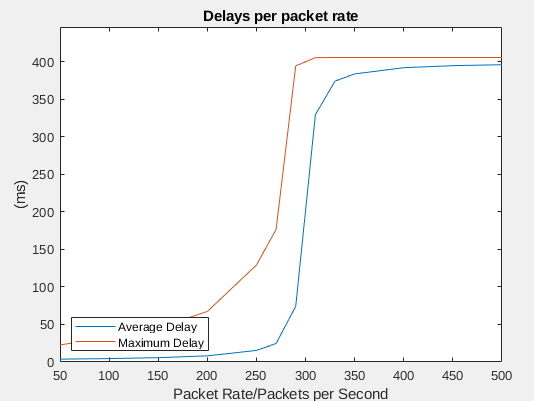 Delays per packet rate
(ms)
400
350
300
250
200
150
100
50
0
Average Delay
Maximum Delay
50 100 150 200 250 300 350 400 450 500
Packet Rate/Packets per Second